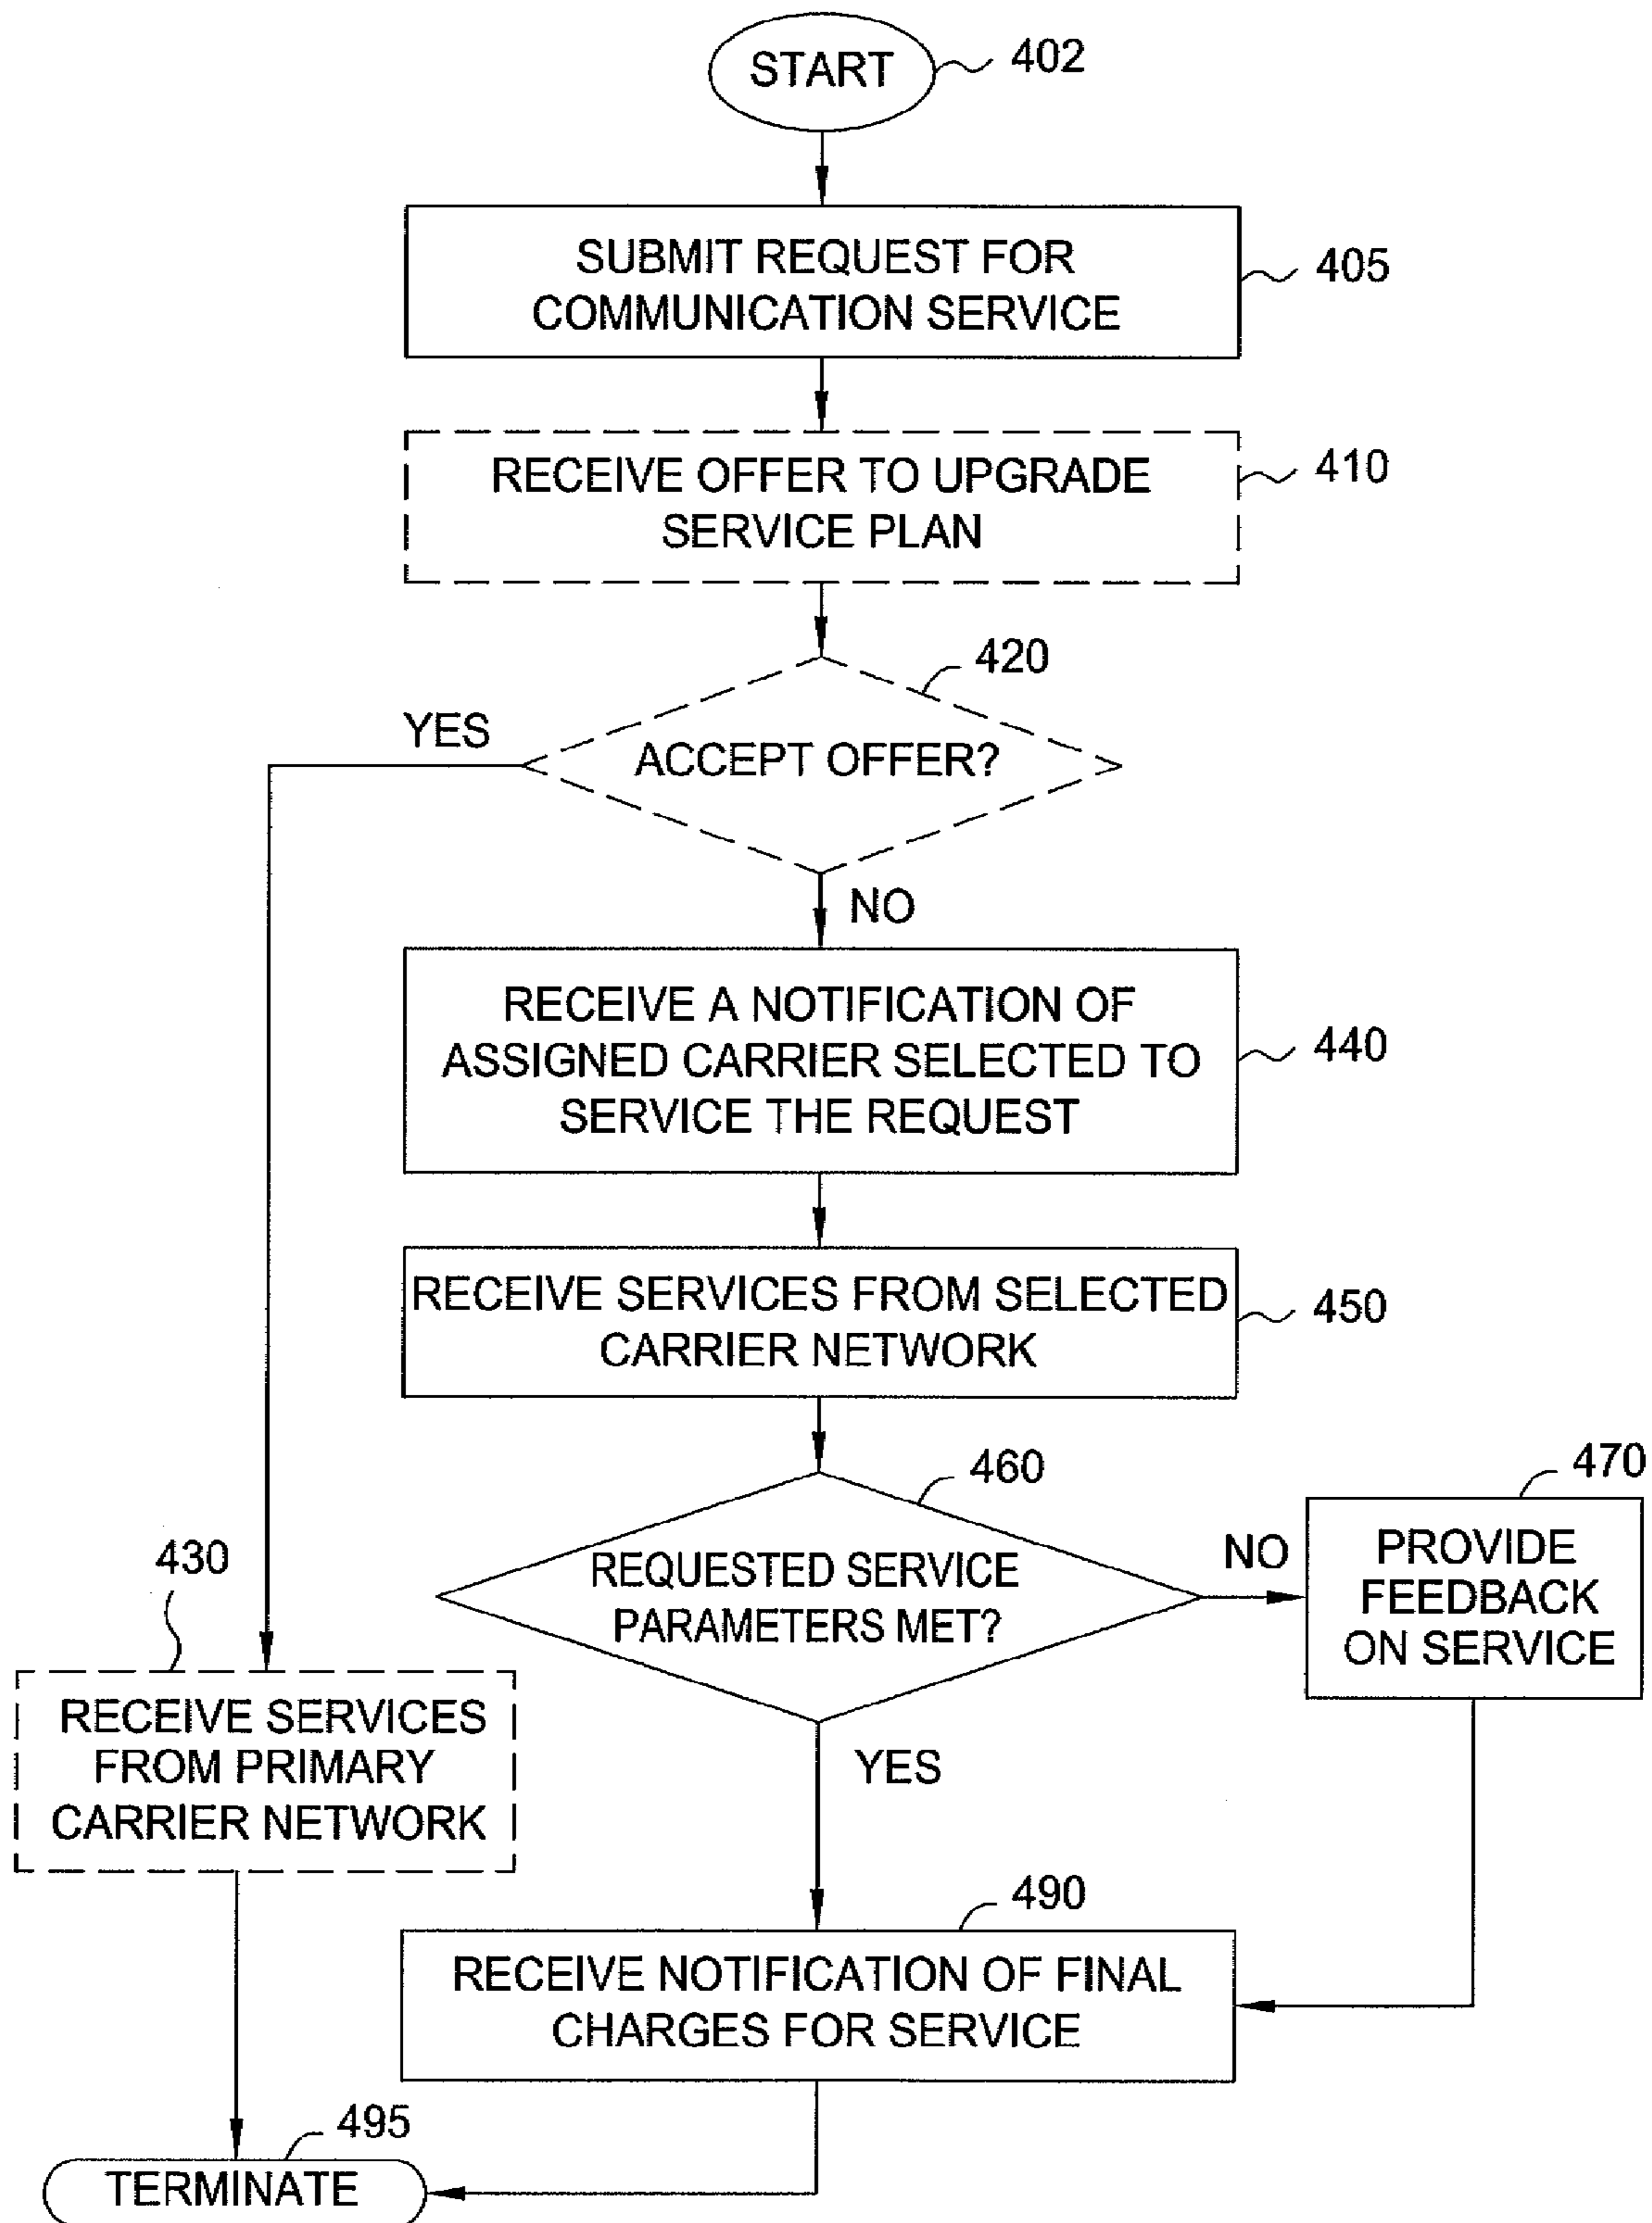 START
402
SUBMIT REQUEST FOR
COMMUNICATION SERVICE
405
RECEIVE OFFER TO UPGRADE
SERVICE PLAN
410
420
YES
ACCEPT OFFER?
NO
RECEIVE A NOTIFICATION OF
ASSIGNED CARRIER SELECTED TO
SERVICE THE REQUEST
440
RECEIVE SERVICES FROM SELECTED
CARRIER NETWORK
450
460
REQUESTED SERVICE
PARAMETERS MET?
NO
470
PROVIDE
FEEDBACK
ON SERVICE
430
RECEIVE SERVICES
FROM PRIMARY
CARRIER NETWORK
YES
490
RECEIVE NOTIFICATION OF FINAL
CHARGES FOR SERVICE
495
TERMINATE